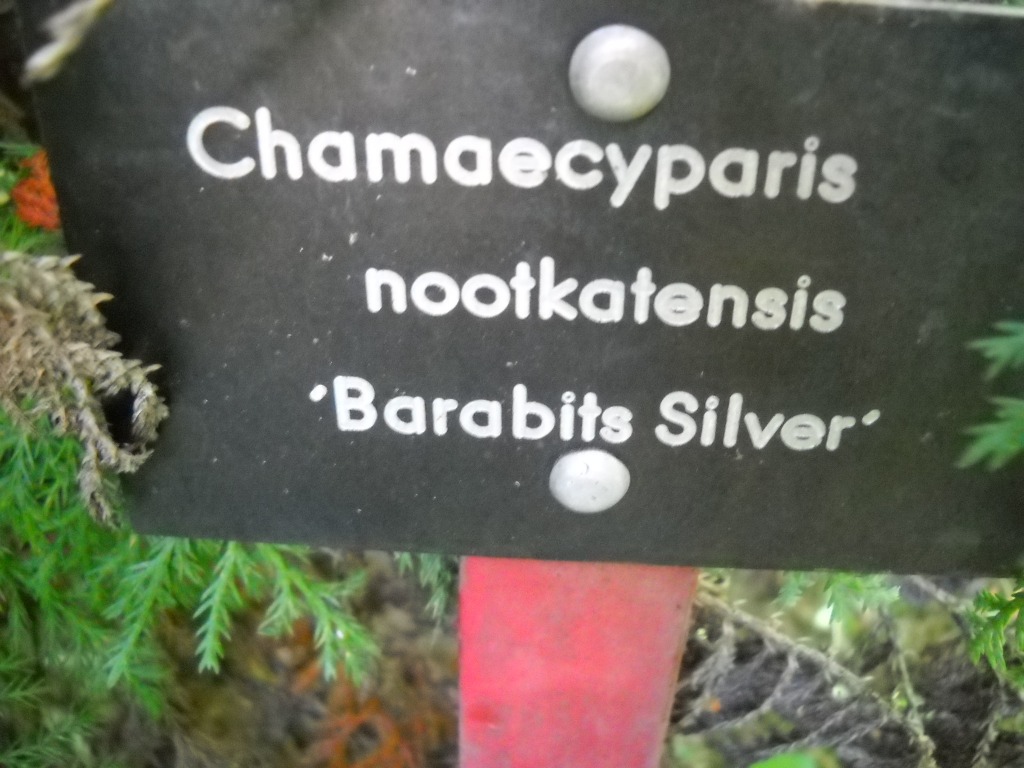 Chamaecyparis
nootkatensis
'Barabits Silver'